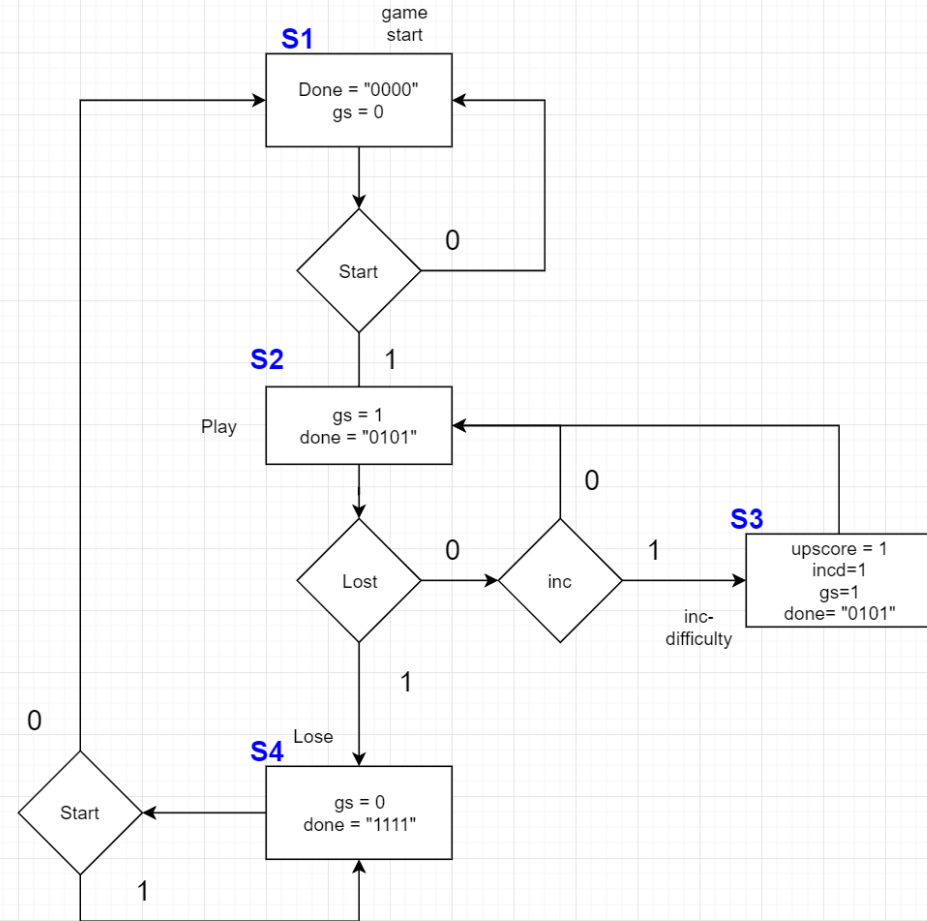 game
start
S1
Done = "0000"
gs = 0
0
Start
S2
1
Play
gs = 1
done = "0101"
0
S3
Lost
0
inc
1
upscore = 1
incd=1
gs=1
done= "0101"
inc-
difficulty
1
0
Lose
S4
Start
gs = 0
done = "1111"
1